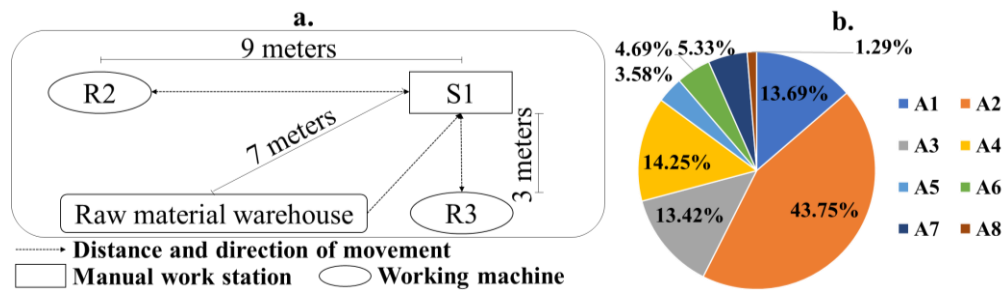 a.
9 meters
R2
S1
7 meters
3 meters
Raw material warehouse
R3
Distance and direction of movement
Manual work station
Working machine
b.
4.69%
5.33%
1.29%
3.58%
13.69%
14.25%
13.42%
43.75%
A1
A2
A3
A4
A5
A6
A7
A8